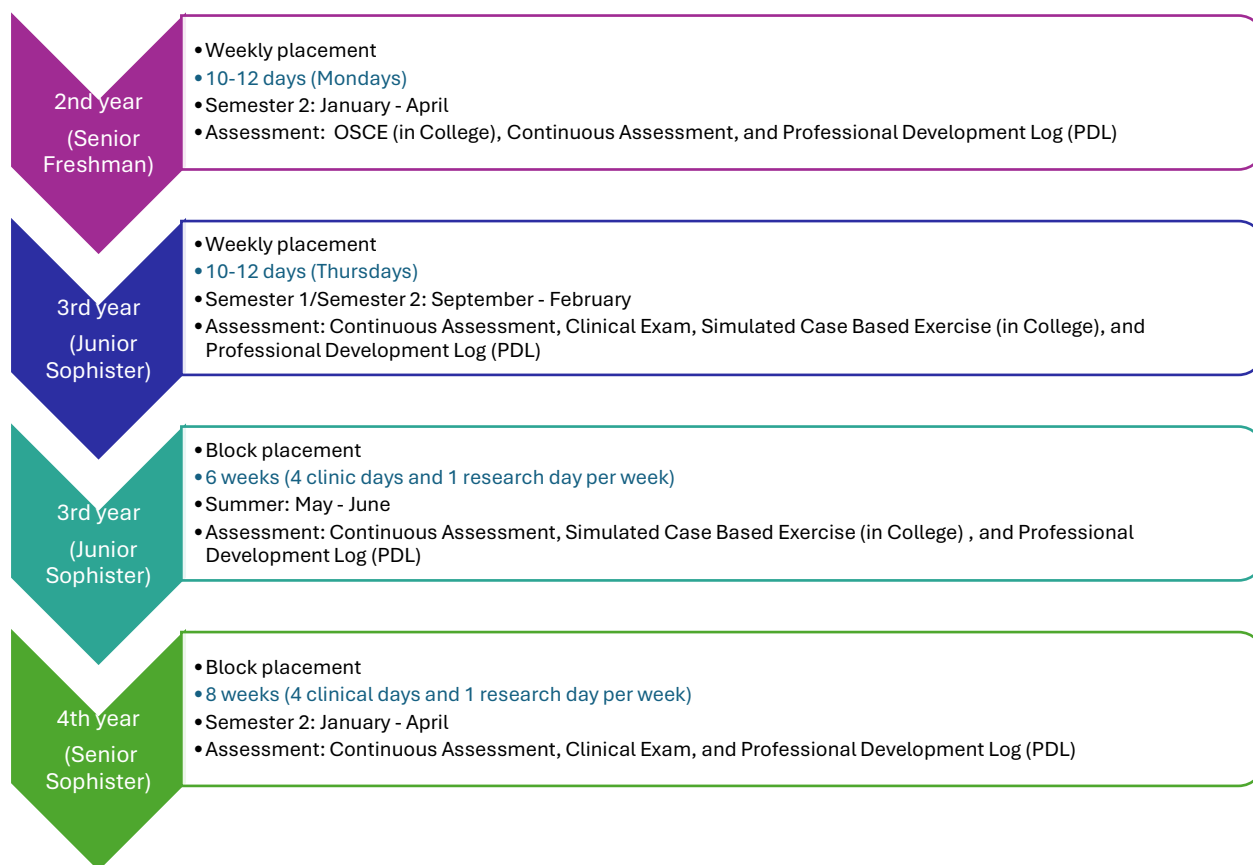 2nd year
(Senior
Freshman)
•Weekly placement
•10-12 days (Mondays)
•Semester 2: January - April
•Assessment:  OSCE (in College), Continuous Assessment, and Professional Development Log (PDL)
3rd year
(Junior
Sophister)
•Weekly placement
•10-12 days (Thursdays)
•Semester 1/Semester 2: September - February
•Assessment: Continuous Assessment, Clinical Exam, Simulated Case Based Exercise (in College), and
Professional Development Log (PDL)
3rd year
(Junior
Sophister)
•Block placement
•6 weeks (4 clinic days and 1 research day per week)
•Summer: May - June
•Assessment: Continuous Assessment, Simulated Case Based Exercise (in College) , and Professional
Development Log (PDL)
4th year
(Senior
Sophister)
•Block placement
•8 weeks (4 clinical days and 1 research day per week)
•Semester 2: January - April
•Assessment: Continuous Assessment, Clinical Exam, and Professional Development Log (PDL)